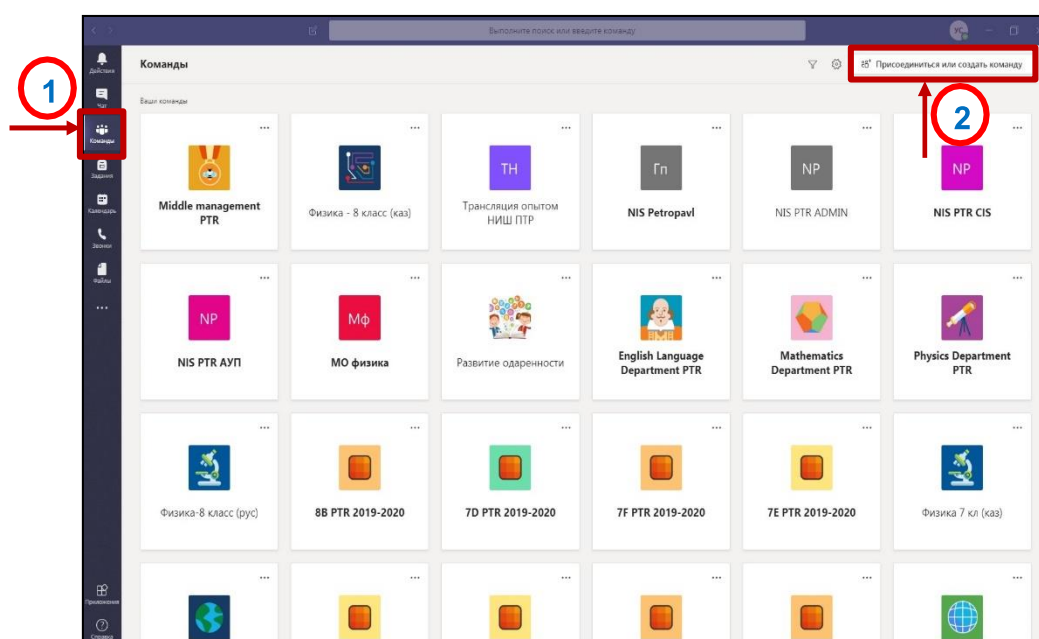 Выполните поиск или введите команду
УС
Действия
Чат
Команды
Задания
Календарь
Звонки
Файлы
Приложения
Справка
1
Команды
Присоединиться или создать команду
2
Ваши команды
Middle management
PTR
Физика - 8 класс (каз)
ТН
Трансляция опытом
НИШ ПТР
Гп
NIS Petropavl
NP
NIS PTR ADMIN
NP
NIS PTR CIS
NP
NIS PTR АУП
Мф
МО физика
Развитие одаренности
English Language
Department PTR
Mathematics
Department PTR
Physics Department
PTR
Физика-8 класс (рус)
8B PTR 2019-2020
7D PTR 2019-2020
7F PTR 2019-2020
7E PTR 2019-2020
Физика 7 кл (каз)